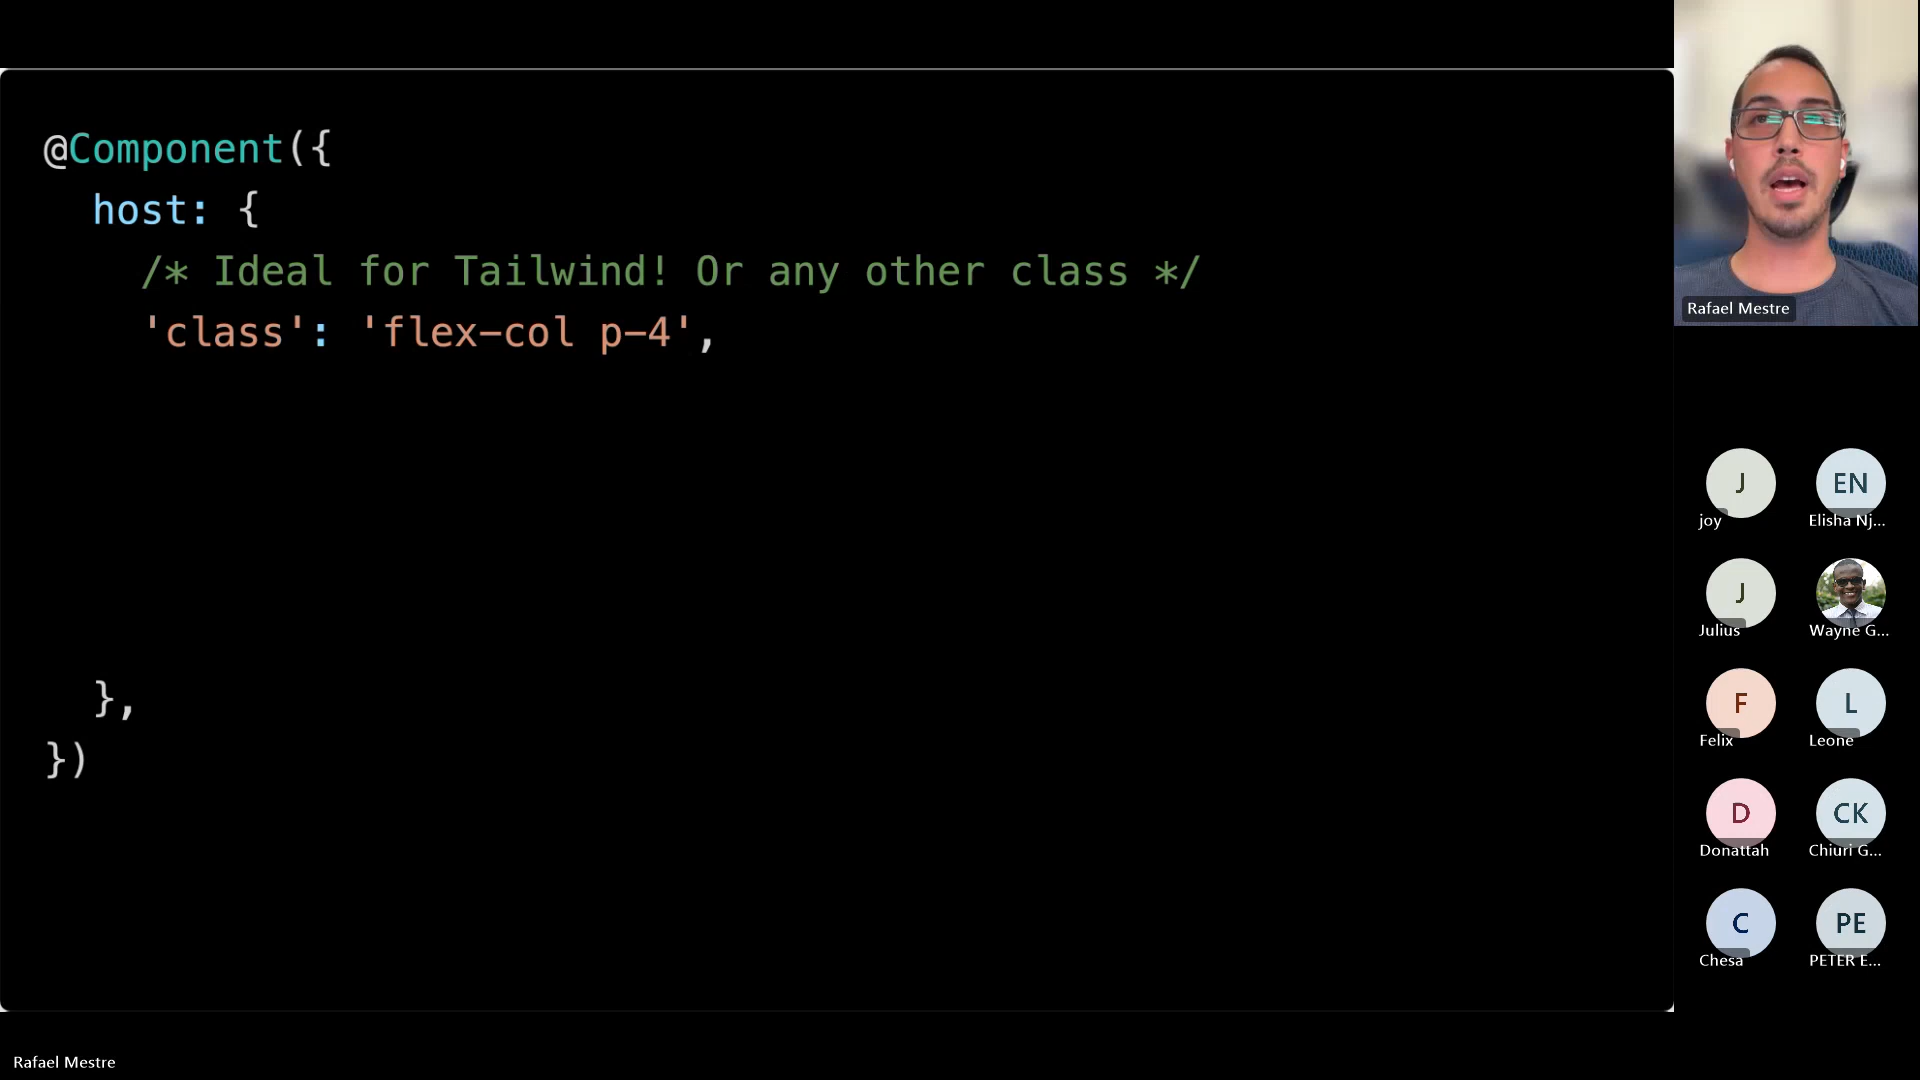 @Component({
host: {
/* Ideal for Tailwind! Or any other class */
'class': 'flex-col p-4',
},
})
Rafael Mestre
J
EN
joy
Elisha Nj...
J
Julius
Wayne G...
F
L
Felix
Leone
D
CK
Donattah
Chiuri G...
C
PE
Chesa
PETER E...
Rafael Mestre